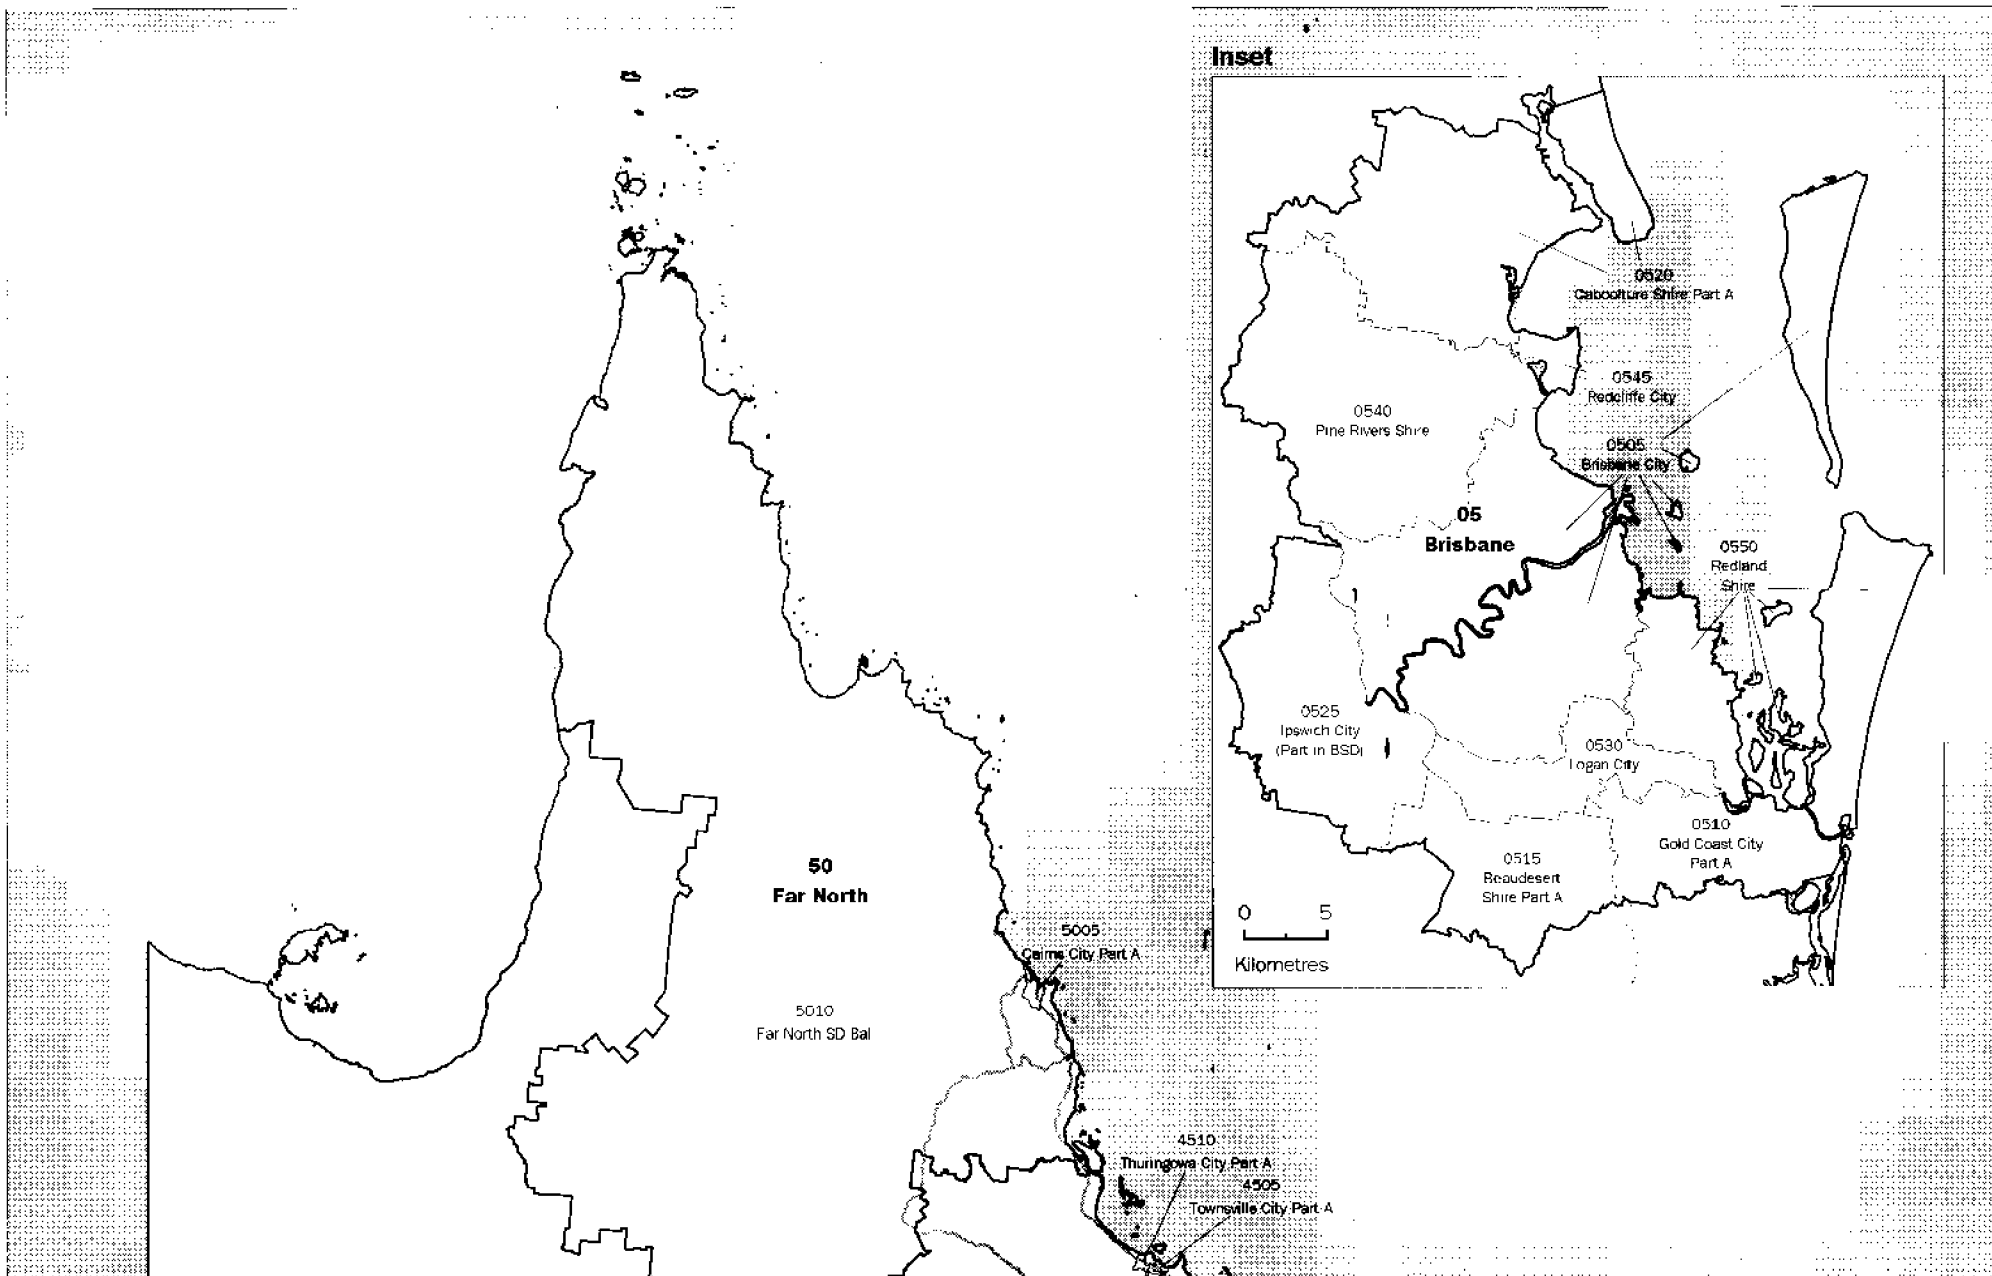 Inset
0520
Caboolture Shire Part A
0545
Redcliffe City
0540
Pine Rivers Shire
0505
Brisbane City
05
Brisbane
0550
Redland
Shire
0525
Ipswich City
(Part in BSD)
0530
Logan City
0510
Gold Coast City
Part A
0515
Beaudesert
Shire Part A
0 5
Kilometres
50
Far North
5005
Cairns City Part A
5010
Far North SD Bal
4510
Thuringowa City Part A
4505
Townsville City Part A